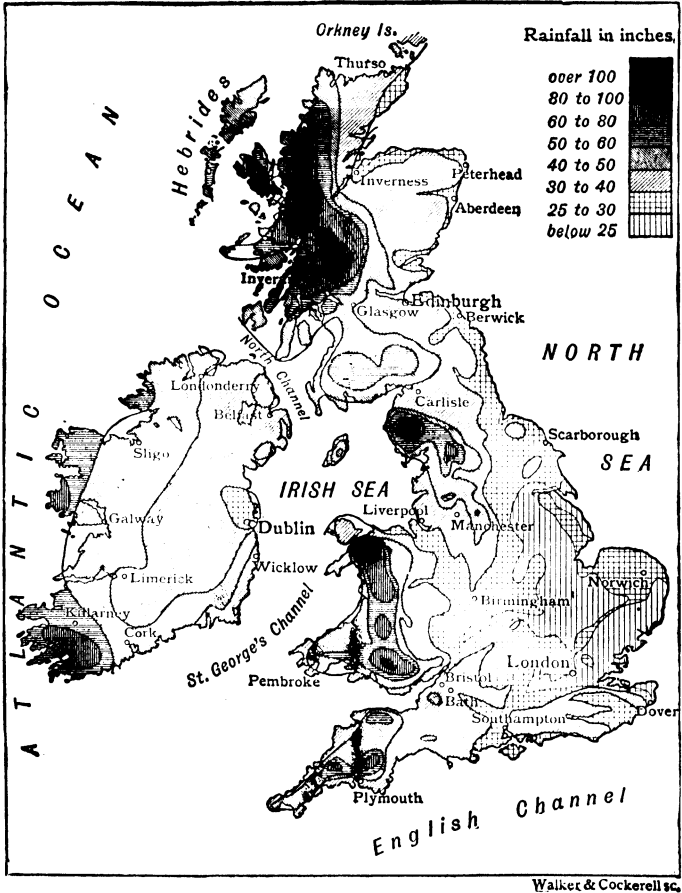 Orkney Is.
Rainfall in inches.
Thurso
over 100
80 to 100
60 to 80
50 to 60
40 to 50
30 to 40
25 to 30
below 25
Hebrides
ATLANTIC OCEAN
Inverness
Peterhead
Aberdeen
Edinburgh
Glasgow
Berwick
NORTH SEA
North Channel
Londonderry
Belfast
Carlisle
Scarborough
Sligo
IRISH SEA
Liverpool
Manchester
Galway
Dublin
Wicklow
Norwich
Limerick
Birmingham
Killarney
Cork
St. George's Channel
London
Pembroke
Bristol
Bath
Southampton
Dover
Plymouth
English Channel
Walker & Cockerell sc.